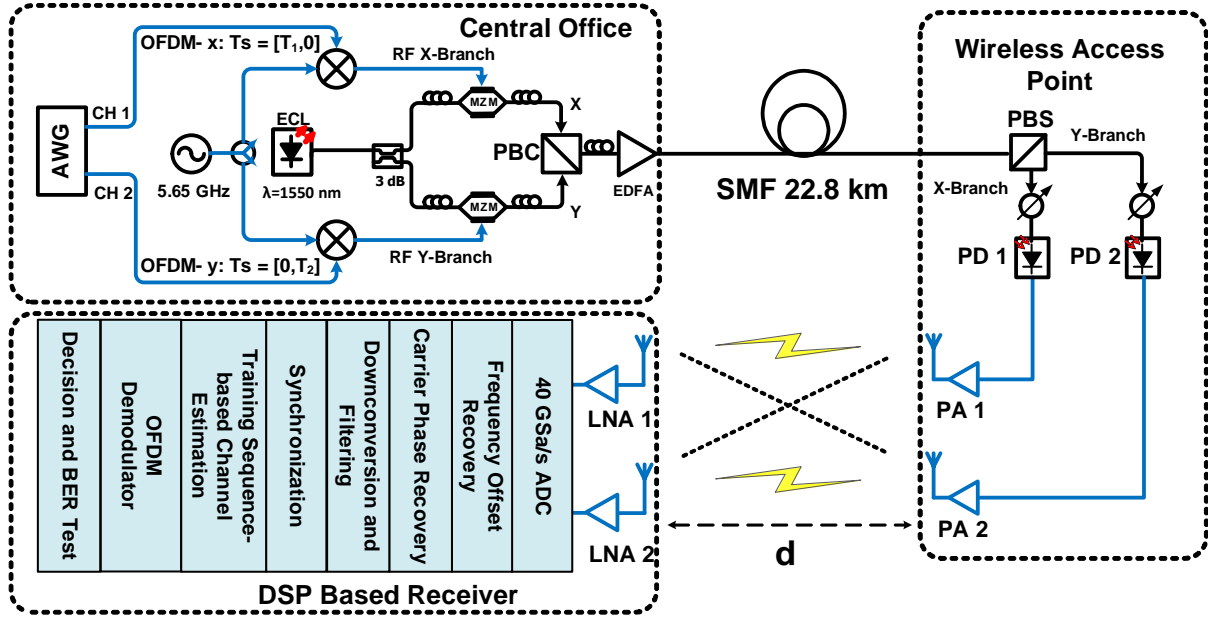 Central Office
OFDM- x: Ts = [T1,0]
CH 1
AWG
CH 2
5.65 GHz
ECL
λ=1550 nm
RF X-Branch
MZM
3 dB
MZM
RF Y-Branch
OFDM- y: Ts = [0,T2]
X
PBC
Y
EDFA
SMF 22.8 km
Wireless Access
Point
PBS
Y-Branch
X-Branch
PD 1
PD 2
PA 1
PA 2
d
LNA 1
LNA 2
40 GSa/s ADC
Frequency Offset
Recovery
Carrier Phase Recovery
Downconversion and
Filtering
Synchronization
Training Sequence-
based Channel
Estimation
OFDM
Demodulator
Decision and BER Test
DSP Based Receiver